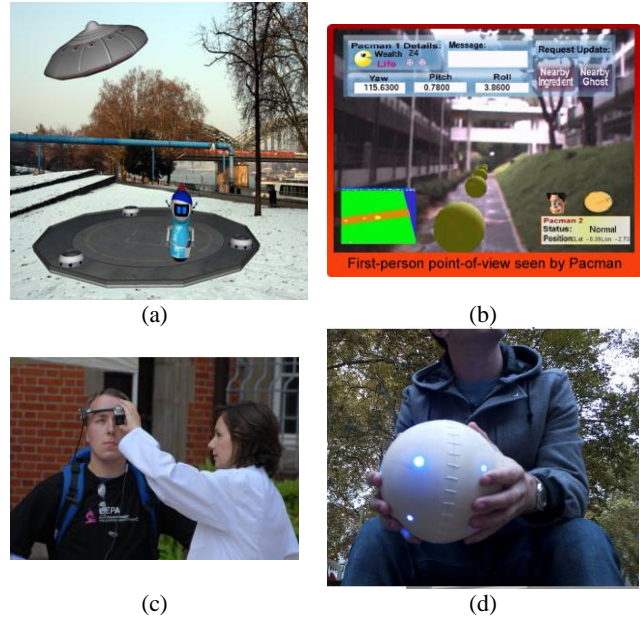 Pacman 1 Details:
Message:
Request Update:
Wealth 24
Life
Nearby
Ingredient
Nearby
Ghost
Yaw
Pitch
Roll
115.6300
0.7800
3.8600
Pacman 2
Status: Normal
Position:
First-person point-of-view seen by Pacman
(a)
(b)
(c)
(d)